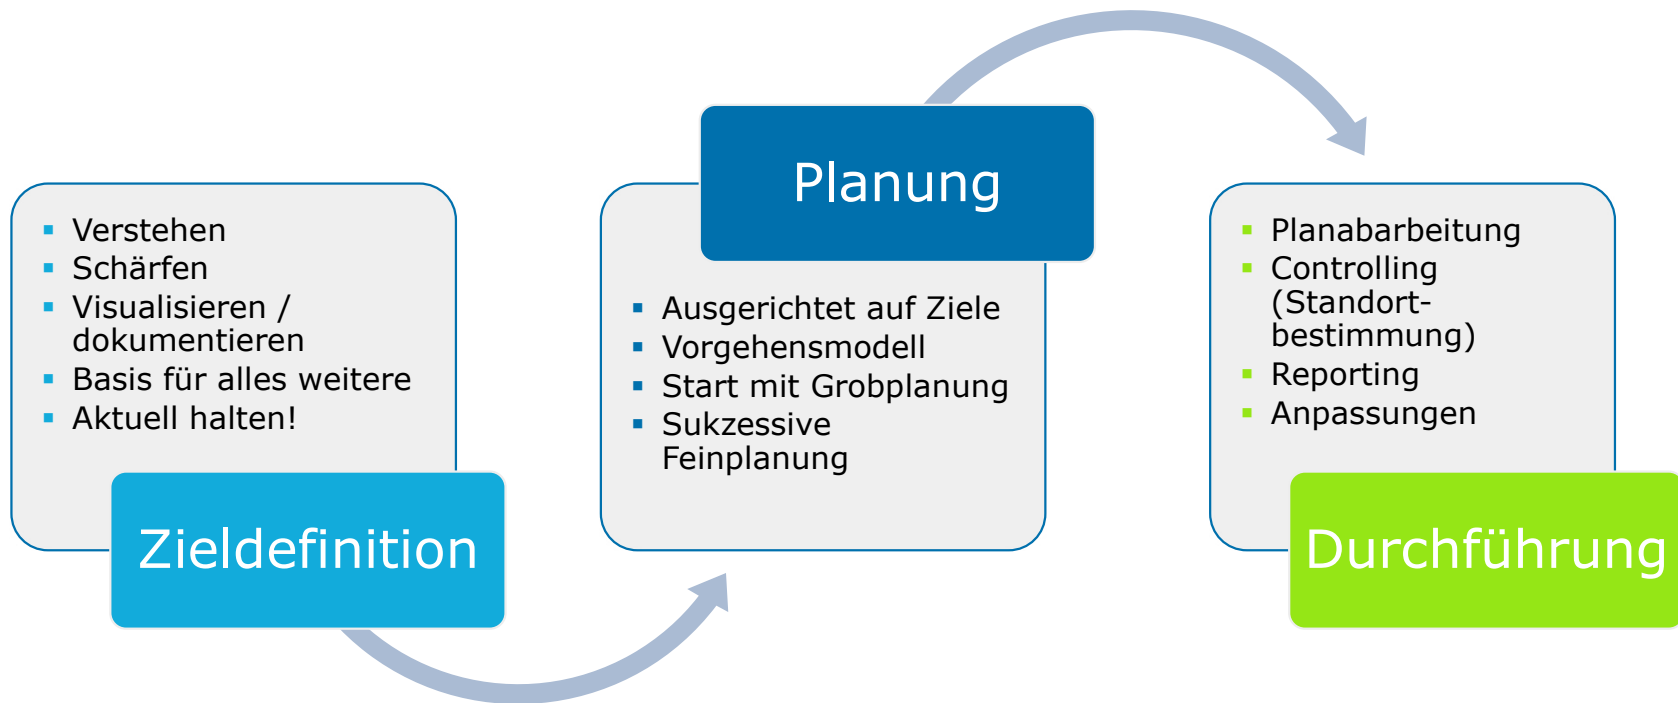 Verstehen
Schärfen
Visualisieren /
dokumentieren
Basis für alles weitere
Aktuell halten!
Zieldefinition
Planung
Ausgerichtet auf Ziele
Vorgehensmodell
Start mit Grobplanung
Sukzessive
Feinplanung
Planabarbeitung
Controlling
(Standort-
bestimmung)
Reporting
Anpassungen
Durchführung